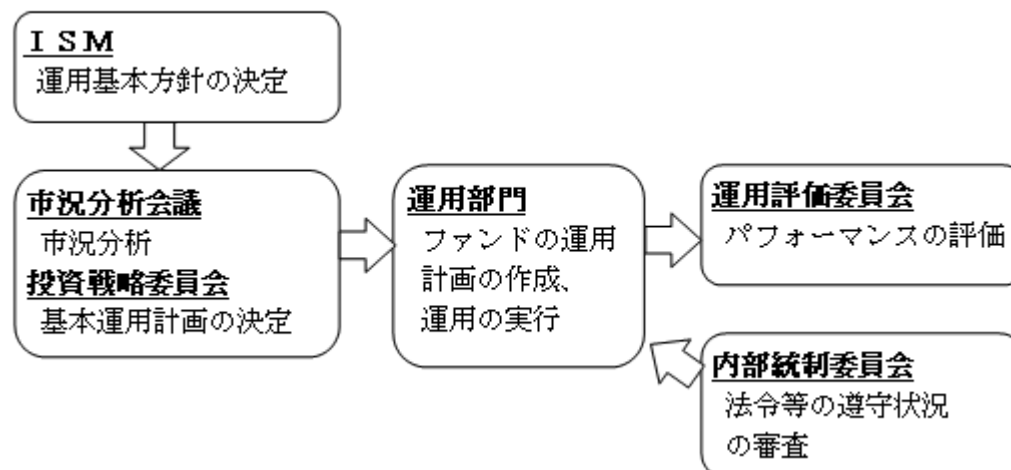 ＩＳＭ
運用基本方針の決定
市況分析会議
市況分析
投資戦略委員会
基本運用計画の決定
運用部門
ファンドの運用
計画の作成、
運用の実行
運用評価委員会
パフォーマンスの評価
内部統制委員会
法令等の遵守状況
の審査